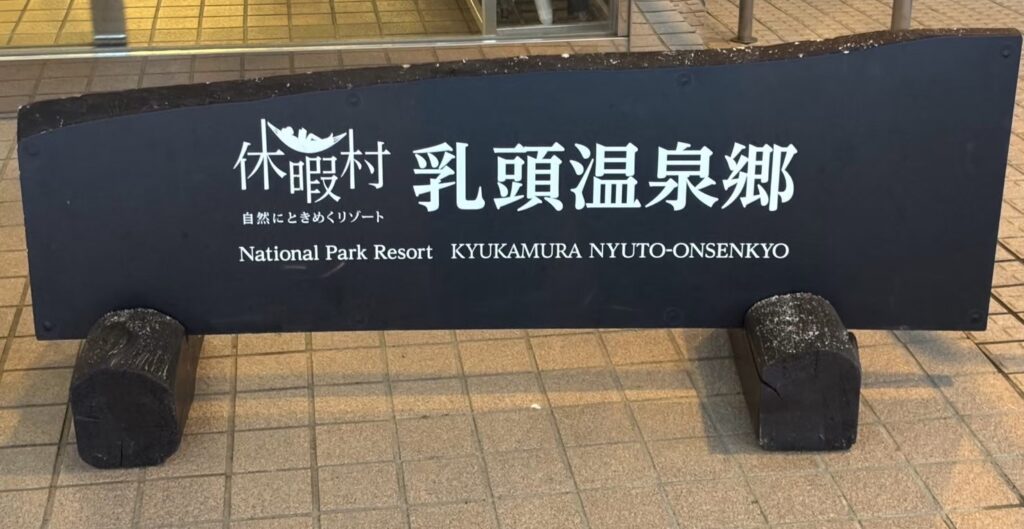 休暇村 乳頭温泉郷
自然にときめくリゾート
National Park Resort KYUKAMURA NYUTO-ONSENKYO